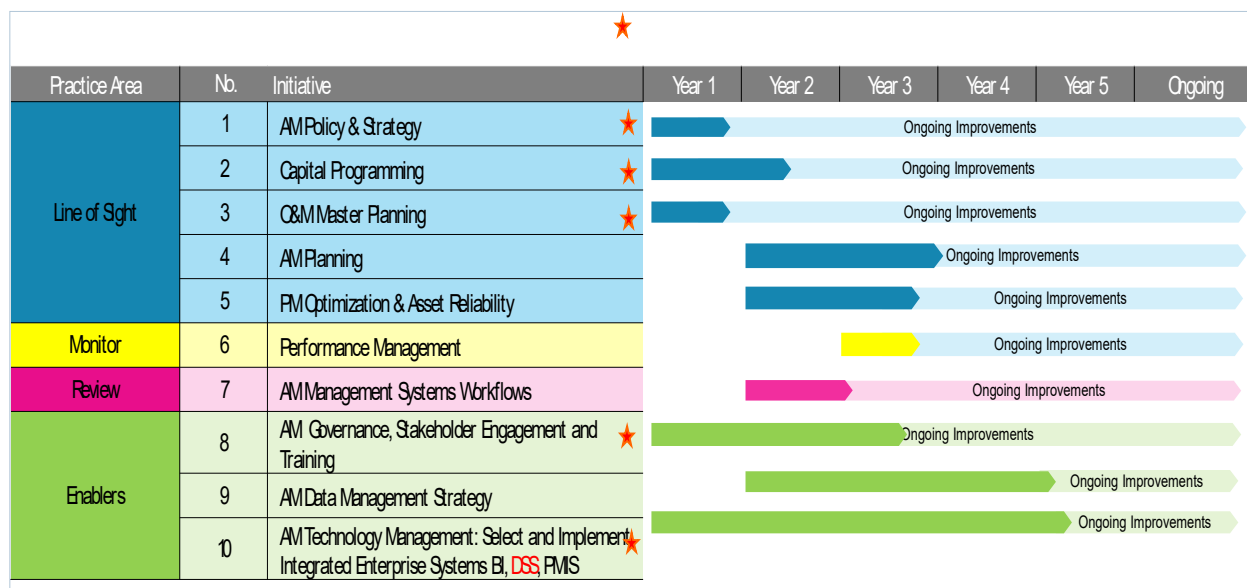 Practice Area No. Initiative Year 1 Year 2 Year 3 Year 4 Year 5 Ongoing
Line of Sight
1 AM Policy & Strategy Ongoing Improvements
2 Capital Programming Ongoing Improvements
3 O&M Master Planning Ongoing Improvements
4 AM Planning Ongoing Improvements
5 PM Optimization & Asset Reliability Ongoing Improvements
Monitor 6 Performance Management Ongoing Improvements
Review 7 AM Management Systems Workflows Ongoing Improvements
Enablers
8 AM Governance, Stakeholder Engagement and
Training
Ongoing Improvements
9 AM Data Management Strategy Ongoing Improvements
10 AM Technology Management: Select and Implement
Integrated Enterprise Systems BI, DSS, PMIS
Ongoing Improvements